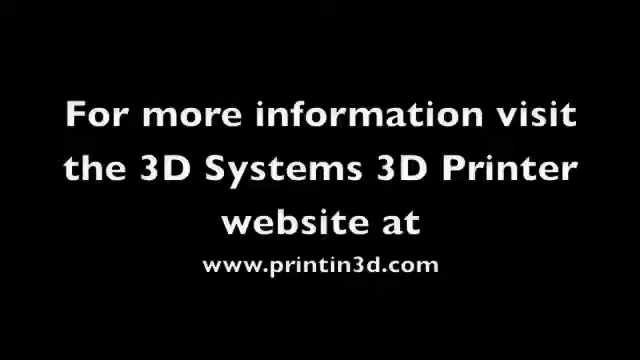 For more information visit
the 3D Systems 3D Printer
website at
www.printin3d.com